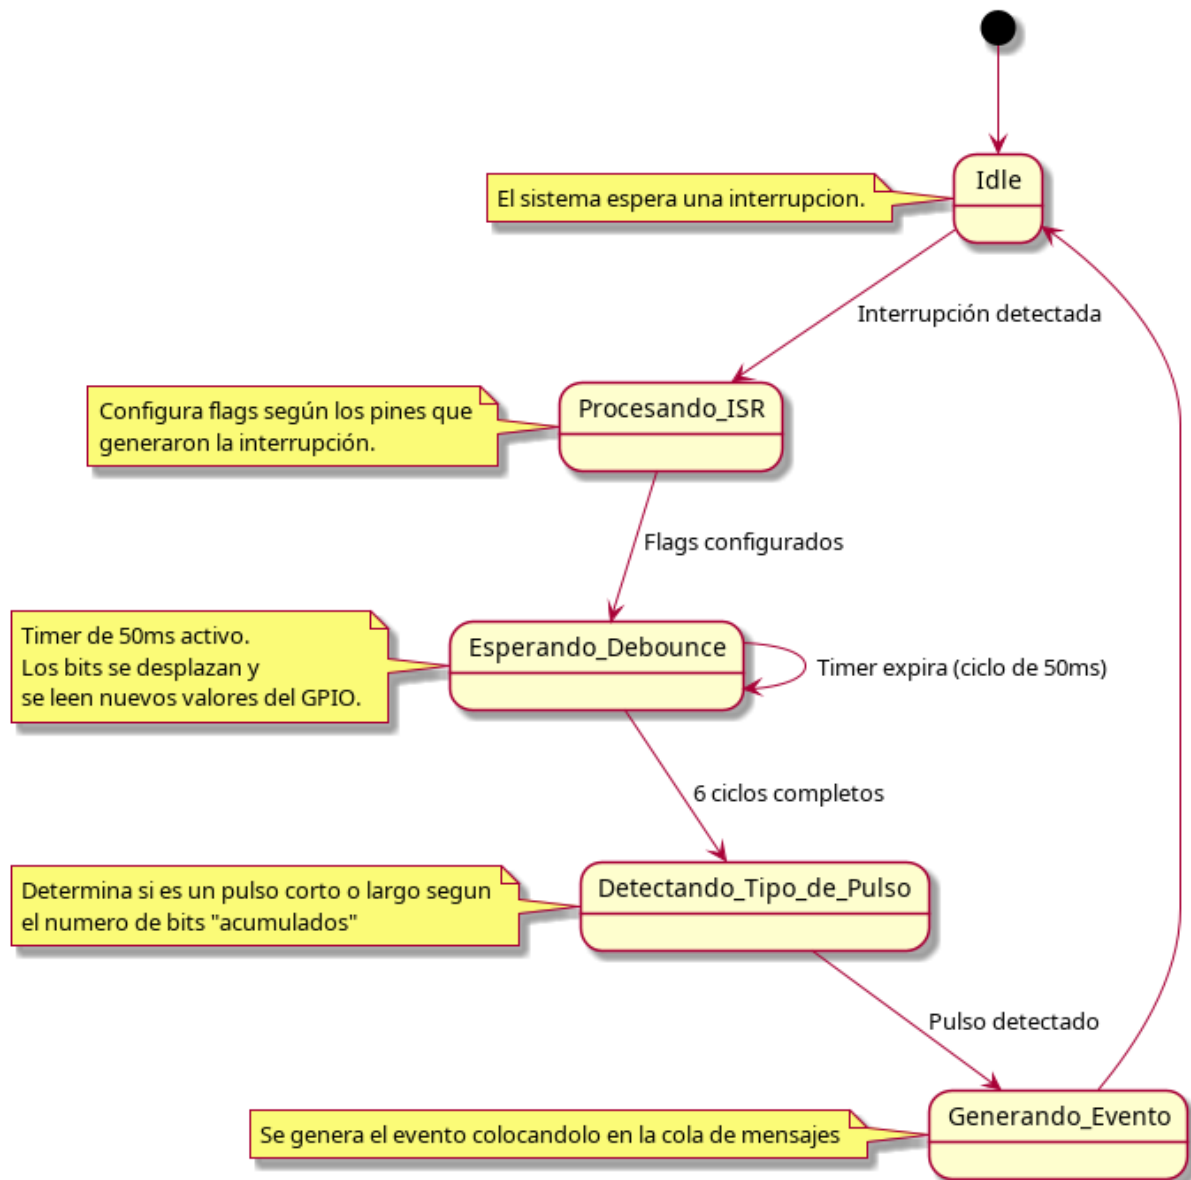 Idle
El sistema espera una interrupcion.
Interrupción detectada
Procesando_ISR
Configura flags según los pines que
generaron la interrupción.
Flags configurados
Esperando_Debounce
Timer de 50ms activo.
Los bits se desplazan y
se leen nuevos valores del GPIO.
Timer expira (ciclo de 50ms)
6 ciclos completos
Detectando_Tipo_de_Pulso
Determina si es un pulso corto o largo segun
el numero de bits "acumulados"
Pulso detectado
Generando_Evento
Se genera el evento colocandolo en la cola de mensajes